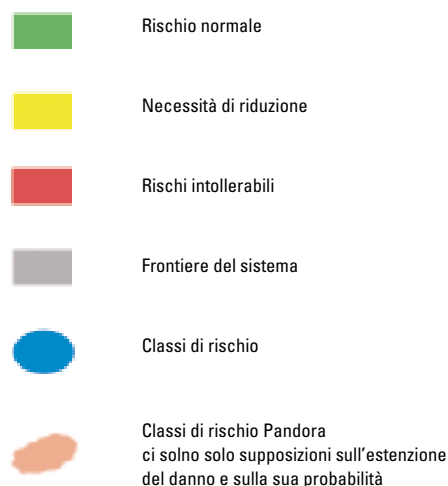 Rischio normale
Necessità di riduzione
Rischi intollerabili
Frontiere del sistema
Classi di rischio
Classi di rischio Pandora
ci solno solo supposizioni sull'estenzione
del danno e sulla sua probabilità